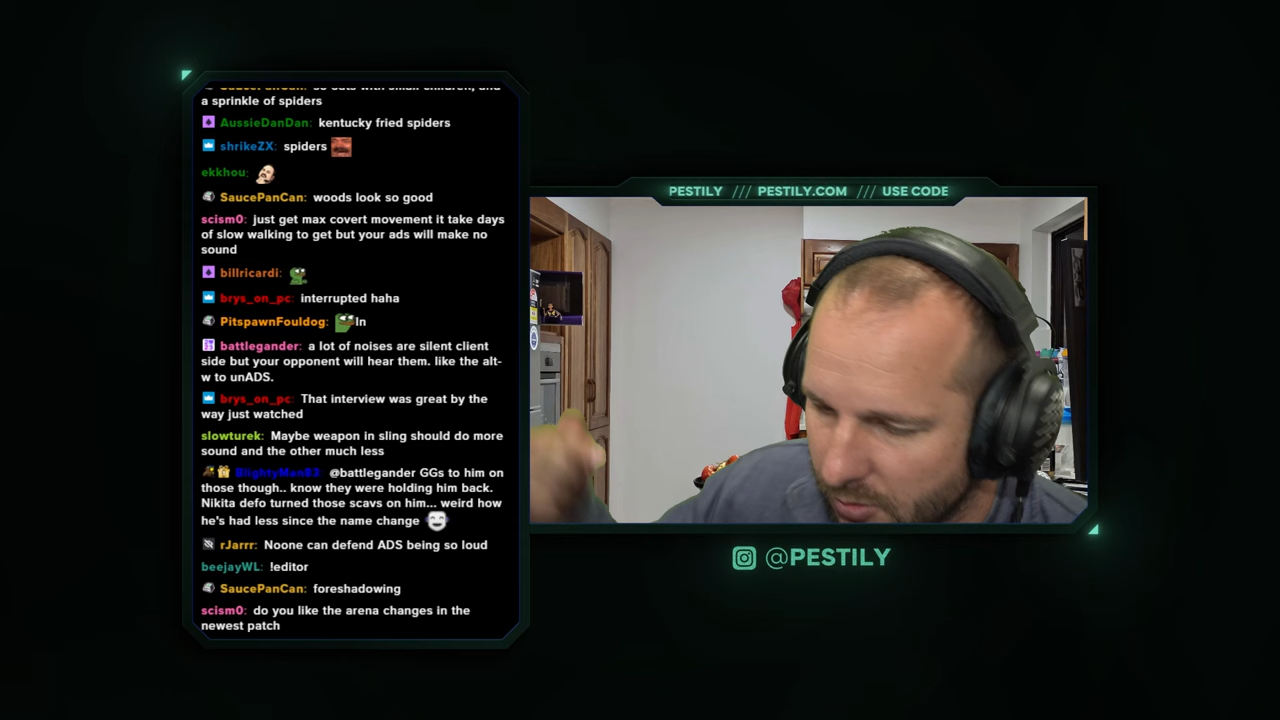 a sprinkle of spiders
AussieDanDan: kentucky fried spiders
shrikeZX: spiders
ekkhou:
SaucePanCan: woods look so good
scism0: just get max covert movement it take days
of slow walking to get but your ads will make no
sound
billricardi:
brys_on_pc: interrupted haha
PitspawnFouldog: In
battlegander: a lot of noises are silent client
side but your opponent will hear them. like the alt-
w to unADS.
brys_on_pc: That interview was great by the
way just watched
slowturek: Maybe weapon in sling should do more
sound and the other much less
BlightyMan83: @battlegander GGs to him on
those though.. know they were holding him back.
Nikita defo turned those scavs on him... weird how
he's had less since the name change
rJarrr: Noone can defend ADS being so loud
beejayWL: !editor
SaucePanCan: foreshadowing
scism0: do you like the arena changes in the
newest patch
PESTILY /// PESTILY.COM /// USE CODE
@PESTILY